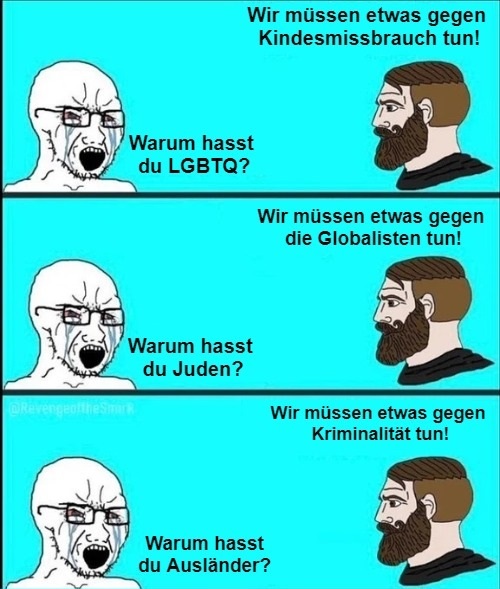 Wir müssen etwas gegen
Kindesmissbrauch tun!
Warum hasst
du LGBTQ?
Wir müssen etwas gegen
die Globalisten tun!
Warum hasst
du Juden?
@RevengeoftheSnark
Wir müssen etwas gegen
Kriminalität tun!
Warum hasst
du Ausländer?